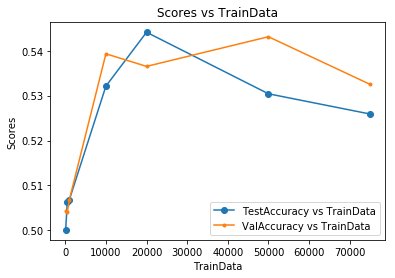 Scores vs TrainData
0.54
0.53
0.52
0.51
0.50
Scores
0 10000 20000 30000 40000 50000 60000 70000
TrainData
TestAccuracy vs TrainData
ValAccuracy vs TrainData